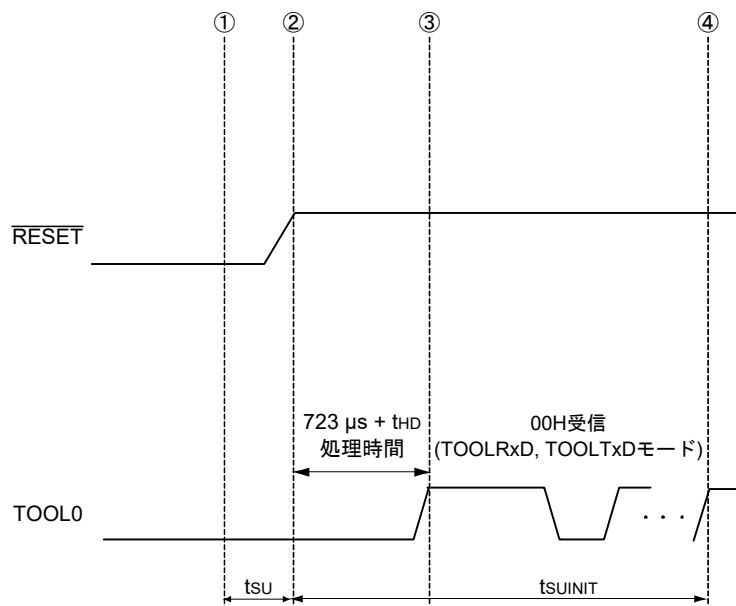 ① ② ③ ④
RESET
723 µs + tHD
処理時間
00H受信
(TOOLRxD, TOOLTxDモード)
TOOL0
. . .
tSU
tSUINIT